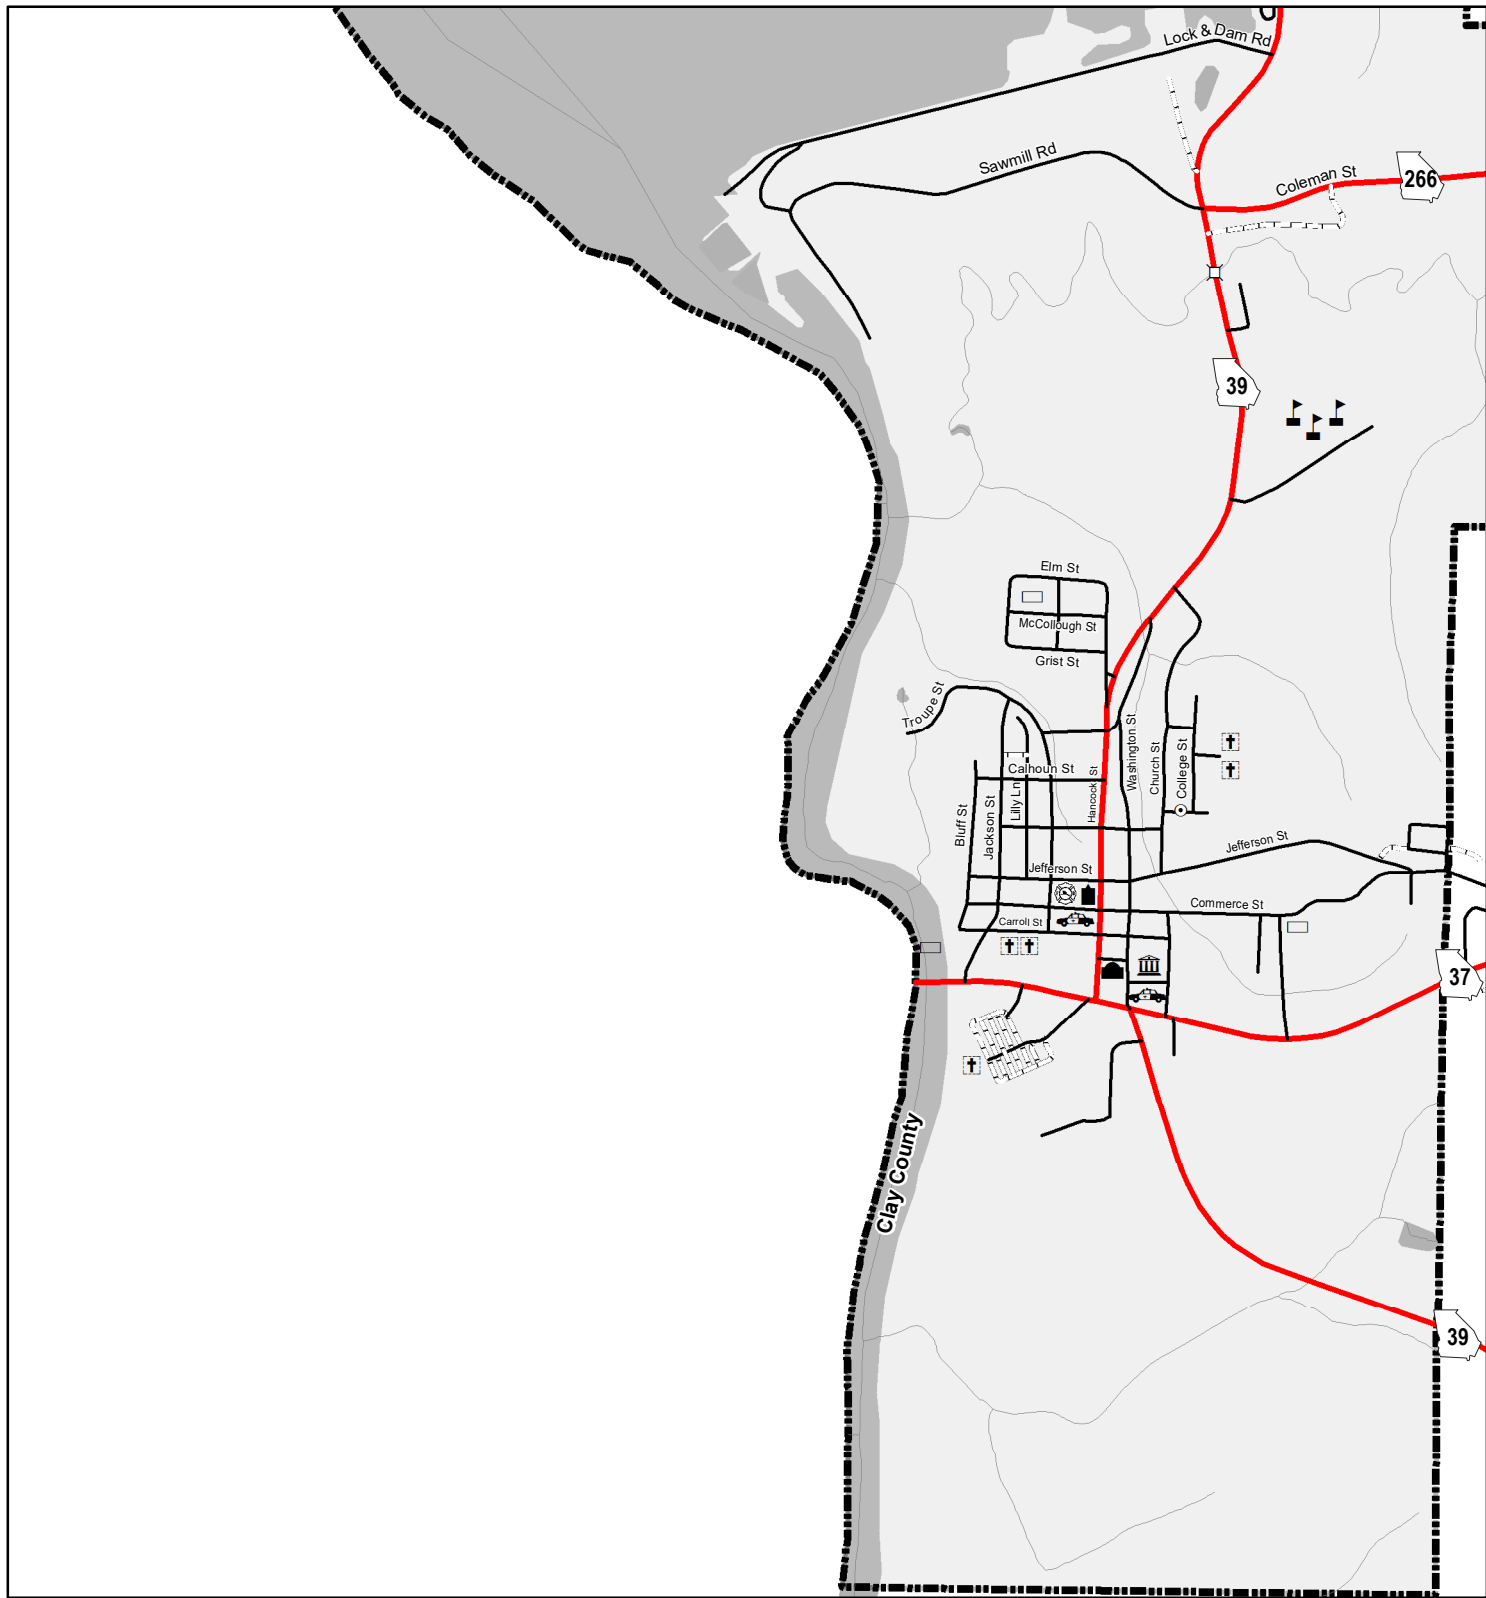 Lock & Dam Rd
Sawmill Rd
Coleman St
266
39
Elm St
McCollough St
Grist St
Troupe St
Washington St
Church St
College St
Calhoun St
Hancock St
Lilly Ln
Jackson St
Bluff St
Jefferson St
Jefferson St
Commerce St
Carroll St
37
Clay County
39